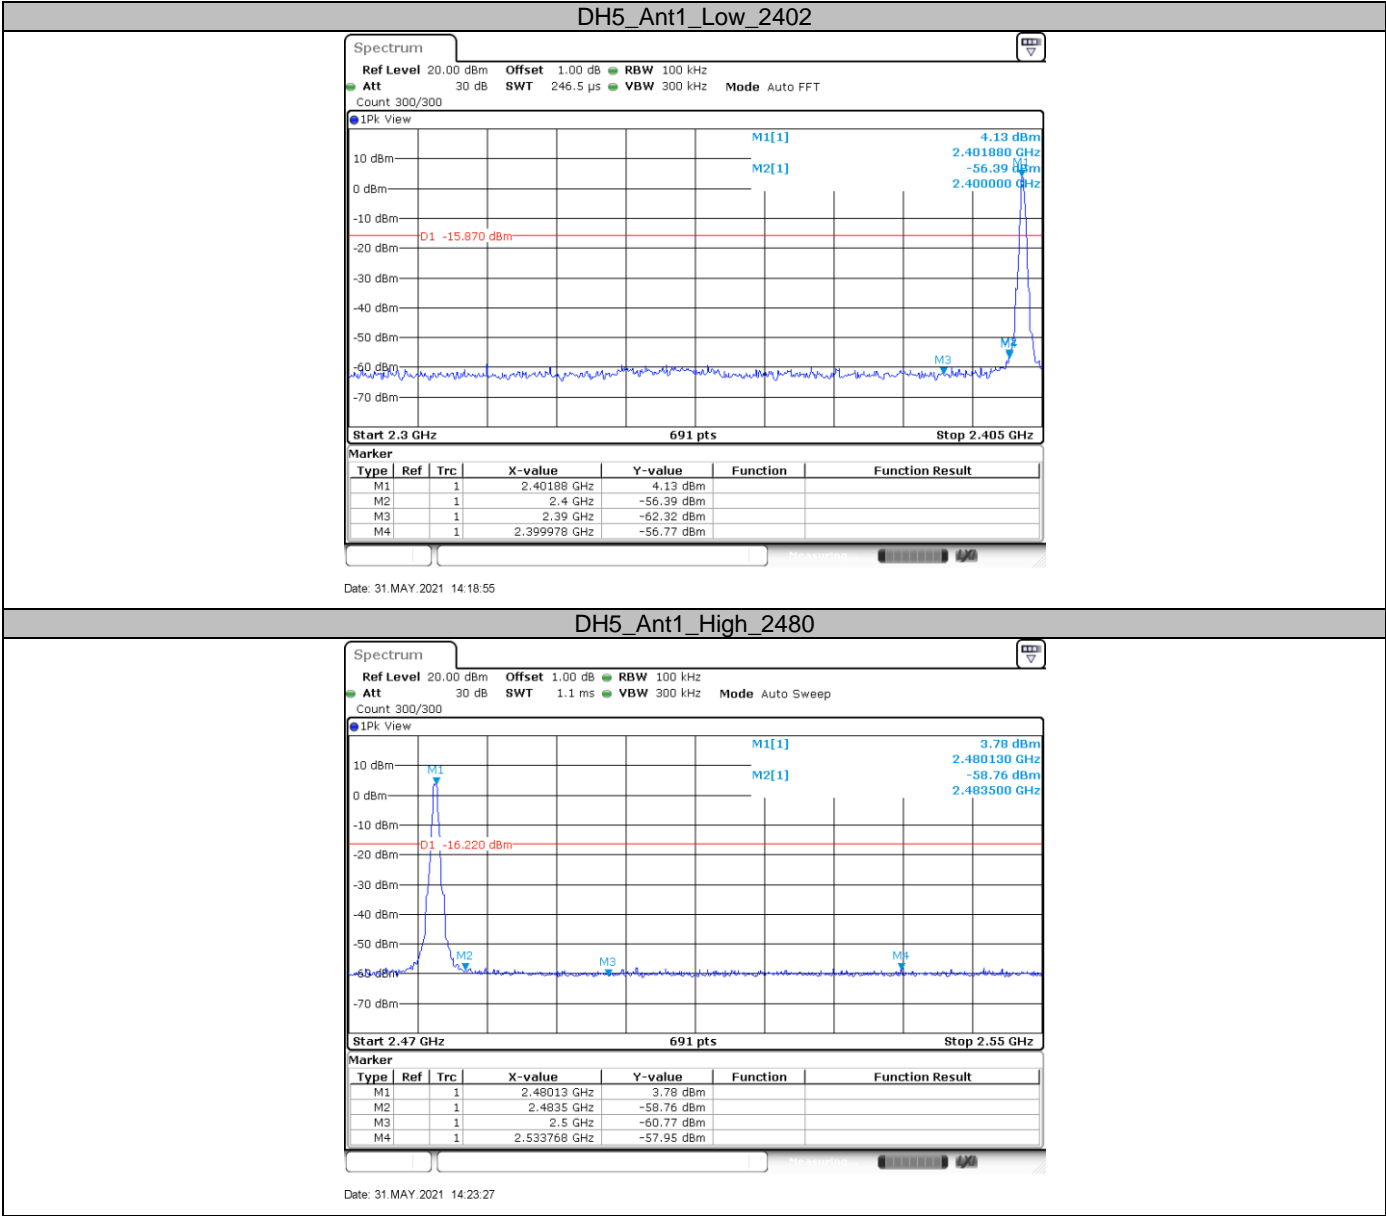 DH5_Ant1_Low_2402
Spectrum
Ref Level 20.00 dBm Offset 1.00 dB RBW 100 kHz
Att 30 dB SWT 246.5 µs VBW 300 kHz Mode Auto FFT
Count 300/300
1Pk View
M1[1] 4.13 dBm
2.401880 GHz
M2[1] -56.39 dBm
2.400000 GHz
M1
10 dBm
0 dBm
-10 dBm
D1 -15.870 dBm
-20 dBm
-30 dBm
-40 dBm
-50 dBm
M2
M3
-60 dBm
-70 dBm
Start 2.3 GHz 691 pts Stop 2.405 GHz
Marker
Type Ref Trc X-value Y-value Function Function Result
M1 1 2.40188 GHz 4.13 dBm
M2 1 2.4 GHz -56.39 dBm
M3 1 2.39 GHz -62.32 dBm
M4 1 2.399978 GHz -56.77 dBm
Measuring...
Date: 31.MAY.2021 14:18:55
DH5_Ant1_High_2480
Spectrum
Ref Level 20.00 dBm Offset 1.00 dB RBW 100 kHz
Att 30 dB SWT 1.1 ms VBW 300 kHz Mode Auto Sweep
Count 300/300
1Pk View
M1[1] 3.78 dBm
2.480130 GHz
M2[1] -58.76 dBm
2.483500 GHz
10 dBm
M1
0 dBm
-10 dBm
D1 -16.220 dBm
-20 dBm
-30 dBm
-40 dBm
-50 dBm
M2 M3 M4
-60 dBm
-70 dBm
Start 2.47 GHz 691 pts Stop 2.55 GHz
Marker
Type Ref Trc X-value Y-value Function Function Result
M1 1 2.48013 GHz 3.78 dBm
M2 1 2.4835 GHz -58.76 dBm
M3 1 2.5 GHz -60.77 dBm
M4 1 2.533768 GHz -57.95 dBm
Measuring...
Date: 31.MAY.2021 14:23:27